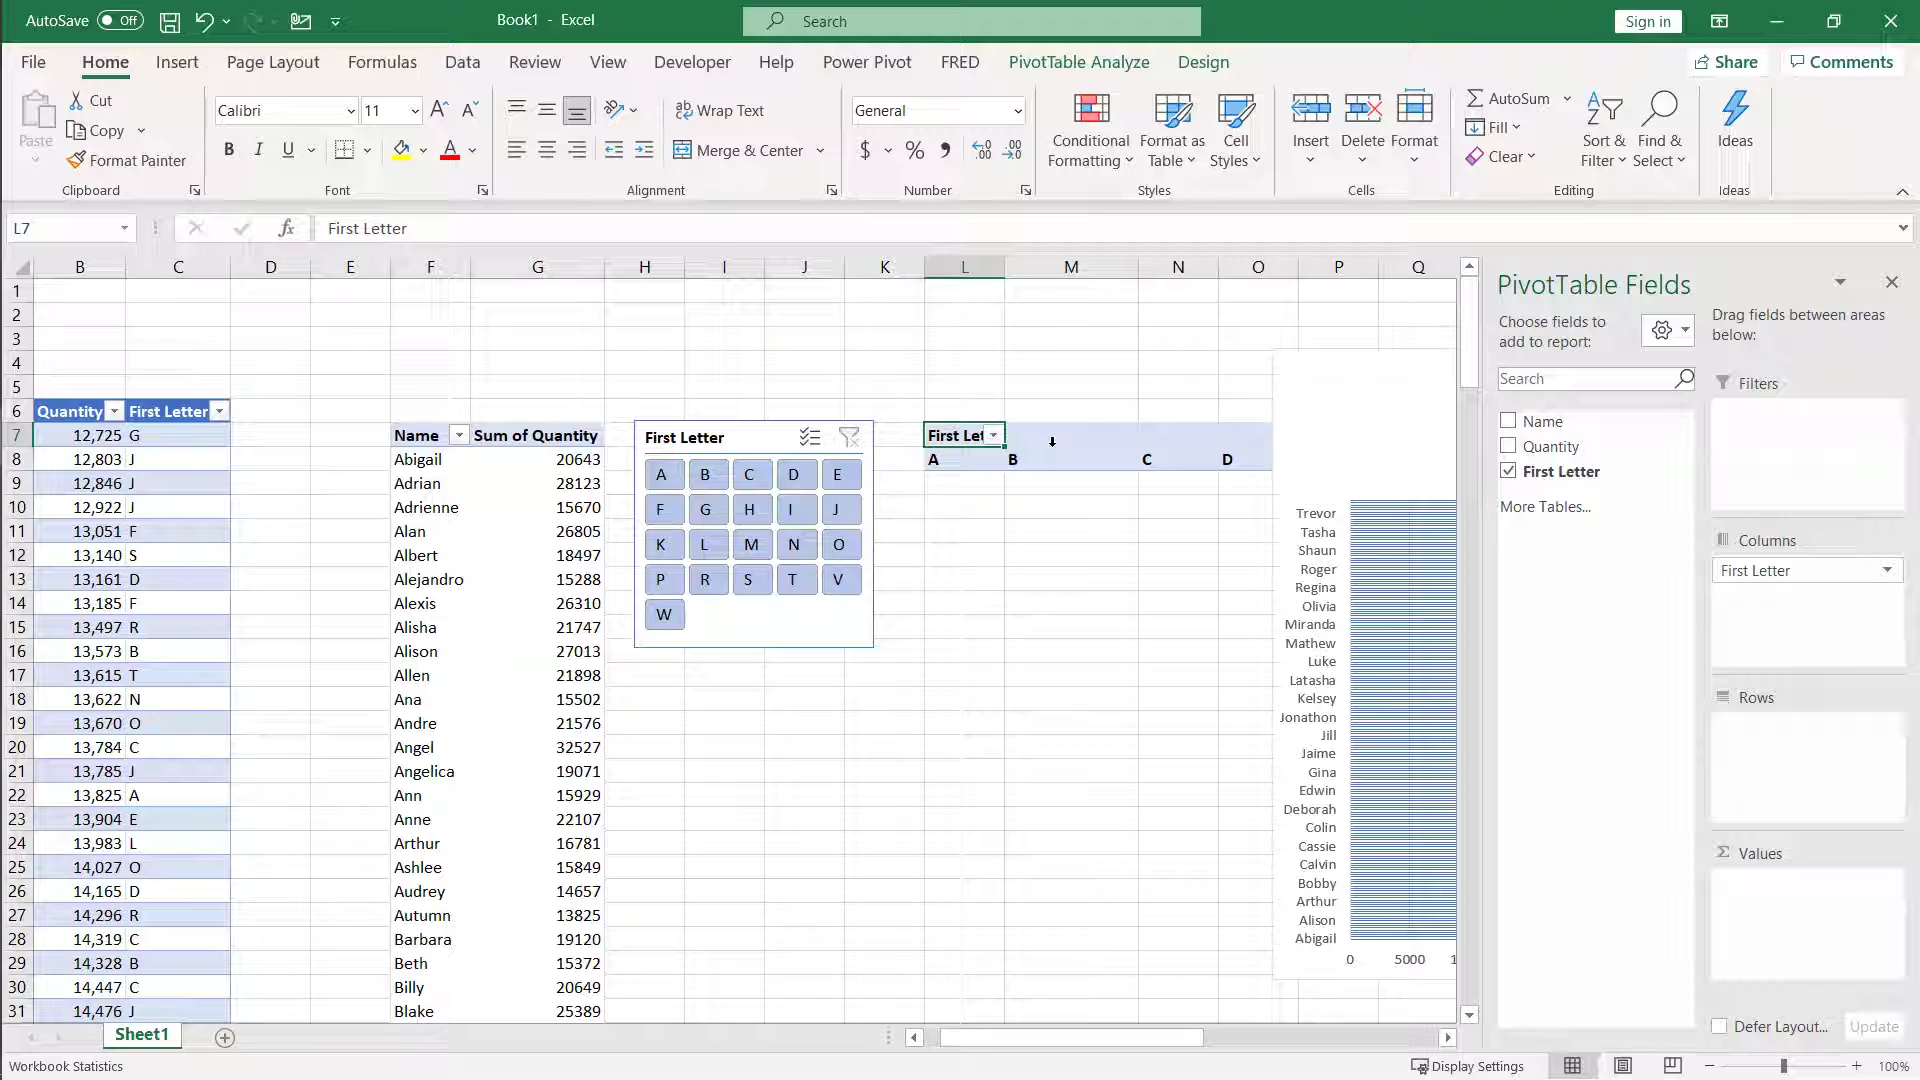 AutoSave Off Book1 - Excel Search Sign in
File Home Insert Page Layout Formulas Data Review View Developer Help Power Pivot FRED PivotTable Analyze Design Share Comments
Paste Cut Copy Format Painter
Calibri 11 Wrap Text General
B I U Merge & Center $ % 9
Conditional Formatting Format as Table Cell Styles Insert Delete Format
AutoSum Fill Clear Sort & Filter Find & Select Ideas
Clipboard Font Alignment Number Styles Cells Editing Ideas
L7 fx First Letter
B C D E F G H I J K L M N O P Q
1
2
3
4
5
6 Quantity First Letter
7 12,725 G Name Sum of Quantity
8 12,803 J Abigail 20643
9 12,846 J Adrian 28123
10 12,922 J Adrienne 15670
11 13,051 F Alan 26805
12 13,140 S Albert 18497
13 13,161 D Alejandro 15288
14 13,185 F Alexis 26310
15 13,497 R Alisha 21747
16 13,573 B Alison 27013
17 13,615 T Allen 21898
18 13,622 N Ana 15502
19 13,670 O Andre 21576
20 13,784 C Angel 32527
21 13,785 J Angelica 19071
22 13,825 A Ann 15929
23 13,904 E Anne 22107
24 13,983 L Arthur 16781
25 14,027 O Ashlee 15849
26 14,165 D Audrey 14657
27 14,296 R Autumn 13825
28 14,319 C Barbara 19120
29 14,328 B Beth 15372
30 14,447 C Billy 20649
31 14,476 J Blake 25389
First Letter
A B C D E
F G H I J
K L M N O
P R S T V
W
First Let
A B C D
Trevor
Tasha
Shaun
Roger
Regina
Olivia
Miranda
Mathew
Luke
Latasha
Kelsey
Jonathon
Jill
Jaime
Gina
Edwin
Deborah
Colin
Cassie
Calvin
Bobby
Arthur
Alison
Abigail
0 5000 1
PivotTable Fields
Choose fields to
add to report:
Search
Name
Quantity
First Letter
More Tables...
Drag fields between areas
below:
Filters
Columns
First Letter
Rows
Σ Values
Defer Layout... Update
Sheet1
Workbook Statistics Display Settings 100%